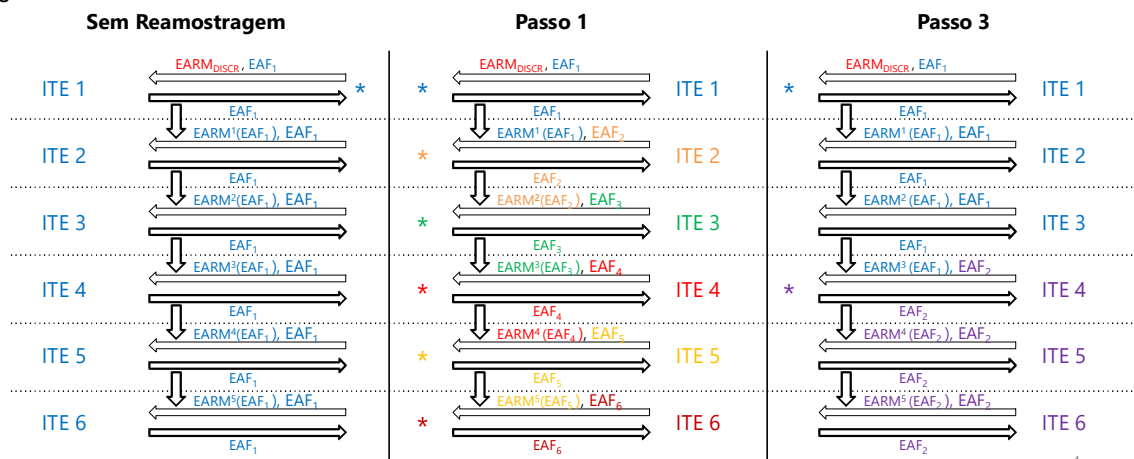 Sem Reamostragem Passo 1 Passo 3
EARM_DISCR, EAF₁ EARM_DISCR, EAF₁ EARM_DISCR, EAF₁
ITE 1 * * ITE 1 * ITE 1
EAF₁ EAF₁ EAF₁
EARM¹(EAF₁), EAF₁ EARM¹(EAF₁), EAF₂ EARM¹(EAF₁), EAF₁
ITE 2 * ITE 2 ITE 2
EAF₁ EAF₂ EAF₁
EARM²(EAF₁), EAF₁ EARM²(EAF₂), EAF₃ EARM²(EAF₁), EAF₁
ITE 3 * ITE 3 ITE 3
EAF₁ EAF₃ EAF₁
EARM³(EAF₁), EAF₁ EARM³(EAF₃), EAF₄ EARM³(EAF₁), EAF₂
ITE 4 * ITE 4 * ITE 4
EAF₁ EAF₄ EAF₂
EARM⁴(EAF₁), EAF₁ EARM⁴(EAF₄), EAF₅ EARM⁴(EAF₂), EAF₂
ITE 5 * ITE 5 ITE 5
EAF₁ EAF₅ EAF₂
EARM⁵(EAF₁), EAF₁ EARM⁵(EAF₅), EAF₆ EARM⁵(EAF₂), EAF₂
ITE 6 * ITE 6 ITE 6
EAF₁ EAF₆ EAF₂